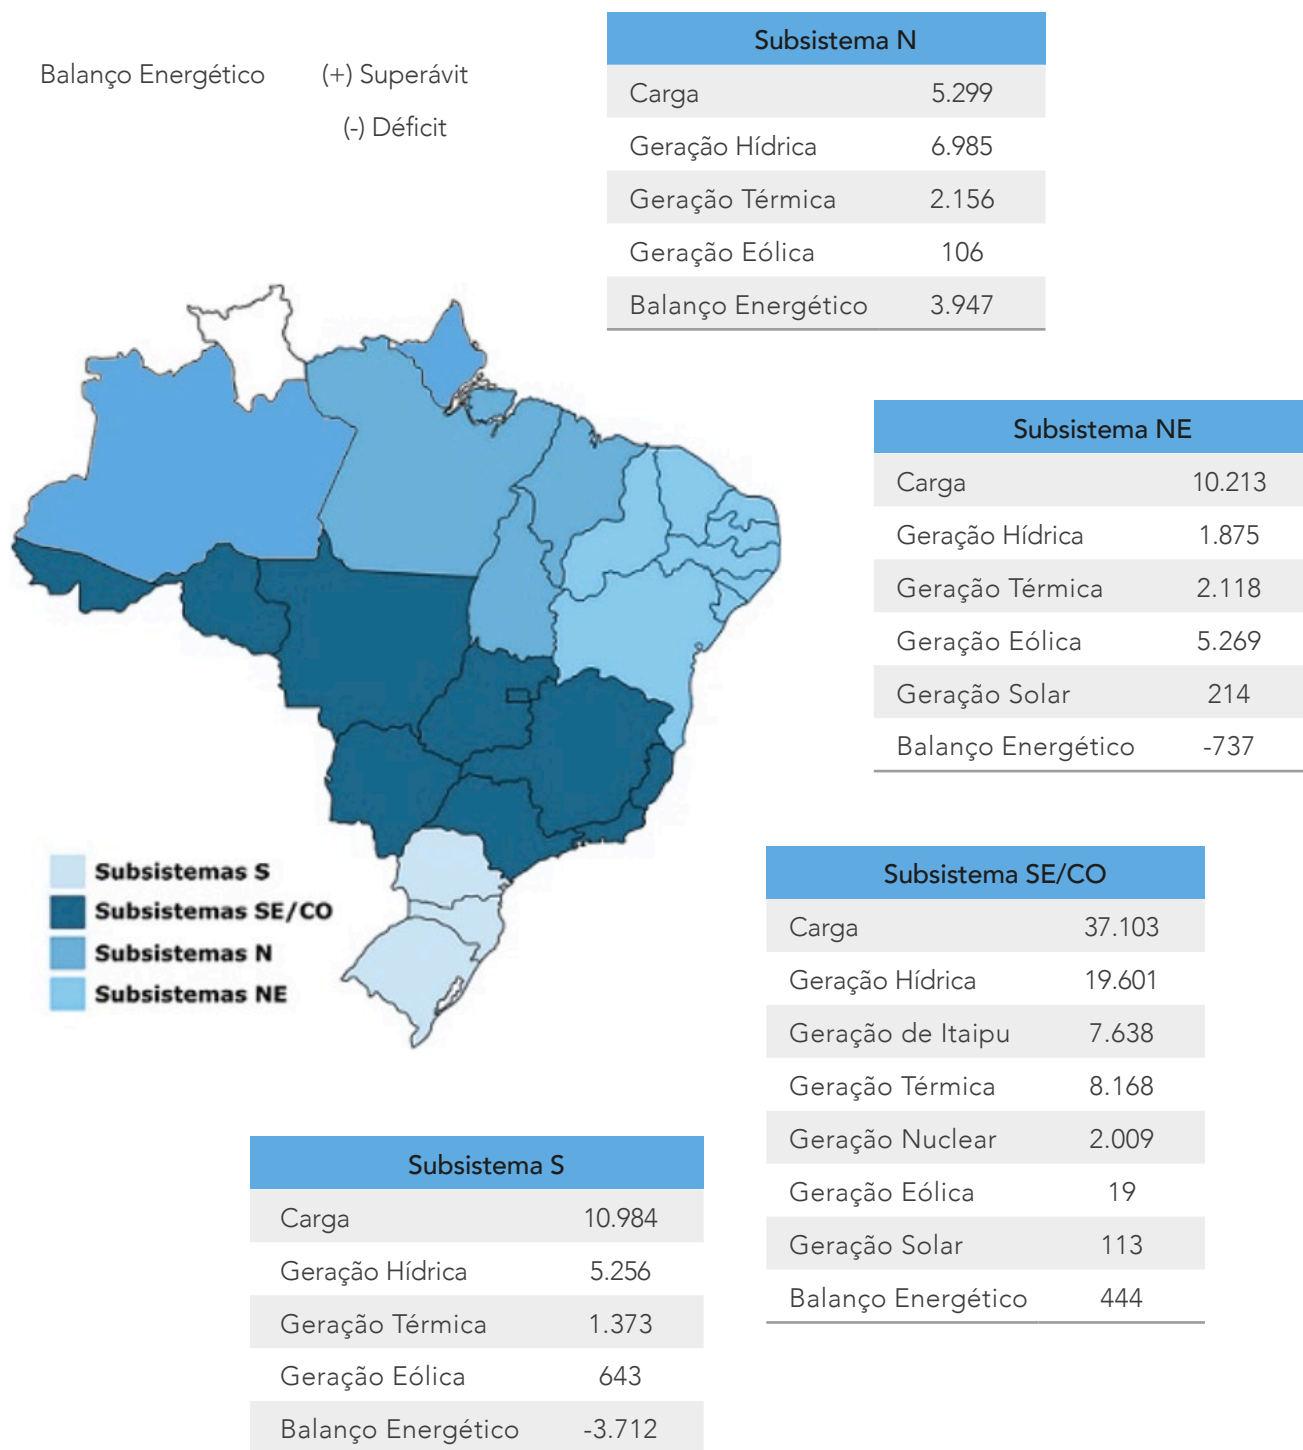 Balanço Energético (+) Superávit
(-) Déficit
Subsistema N
Carga 5.299
Geração Hídrica 6.985
Geração Térmica 2.156
Geração Eólica 106
Balanço Energético 3.947
Subsistema NE
Carga 10.213
Geração Hídrica 1.875
Geração Térmica 2.118
Geração Eólica 5.269
Geração Solar 214
Balanço Energético -737
Subsistemas S
Subsistemas SE/CO
Subsistemas N
Subsistemas NE
Subsistema SE/CO
Carga 37.103
Geração Hídrica 19.601
Geração de Itaipu 7.638
Geração Térmica 8.168
Geração Nuclear 2.009
Geração Eólica 19
Geração Solar 113
Balanço Energético 444
Subsistema S
Carga 10.984
Geração Hídrica 5.256
Geração Térmica 1.373
Geração Eólica 643
Balanço Energético -3.712